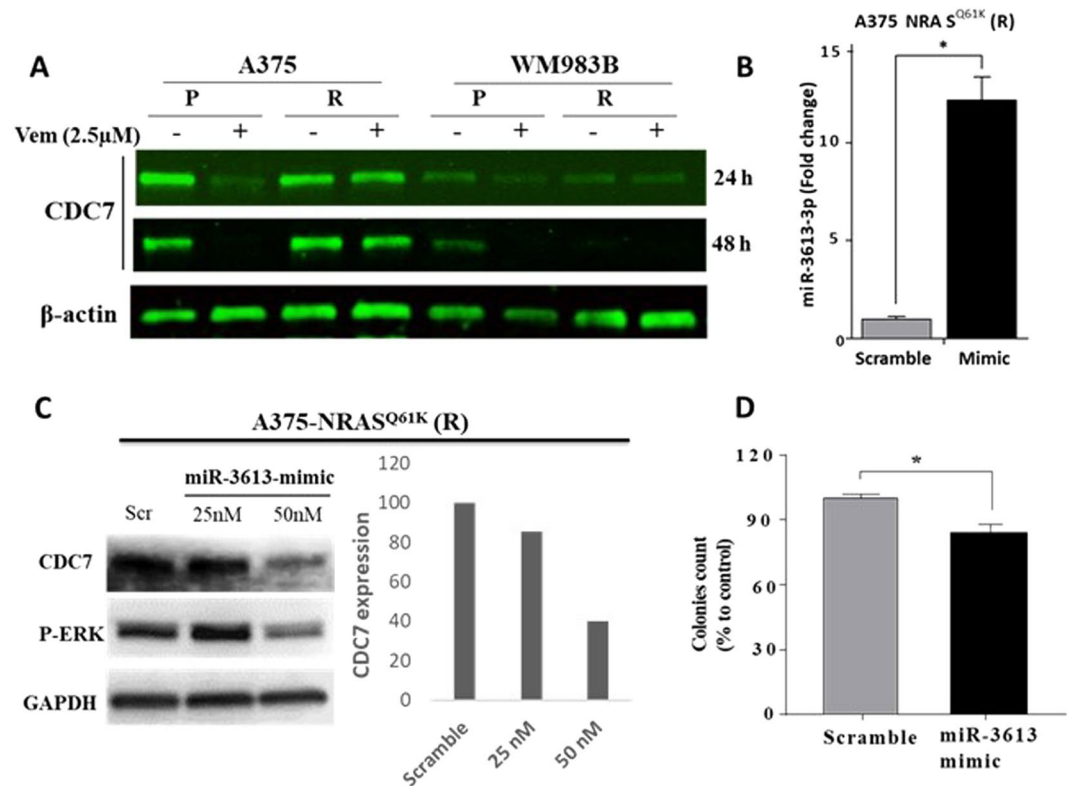 A
A375
WM983B
P
R
P
R
Vem (2.5µM)
-
+
-
+
-
+
-
+
CDC7
24 h
48 h
β-actin
B
A375 NRA S^Q61K (R)
*
mi R-3613-3p (Fold change)
15
10
5
0
Scramble
Mimic
C
A375-NRAS^Q61K (R)
miR-3613-mimic
Scr
25nM
50nM
CDC7
P-ERK
GAPDH
CDC7 expression
120
100
80
60
40
20
0
Scramble
25 nM
50 nM
D
*
Colonies count
(% to control)
120
90
60
30
0
Scramble
miR-3613
mimic